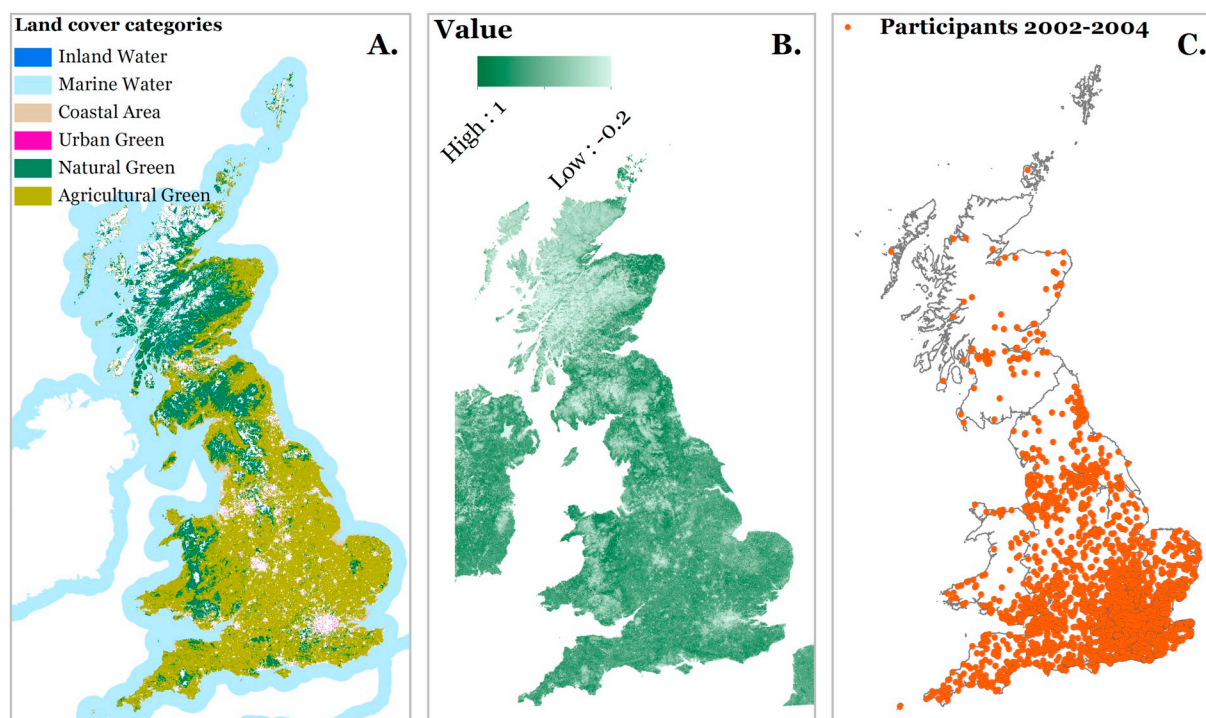 Land cover categories
A.
Inland Water
Marine Water
Coastal Area
Urban Green
Natural Green
Agricultural Green
Value
B.
High : 1
Low : -0.2
Participants 2002-2004
C.